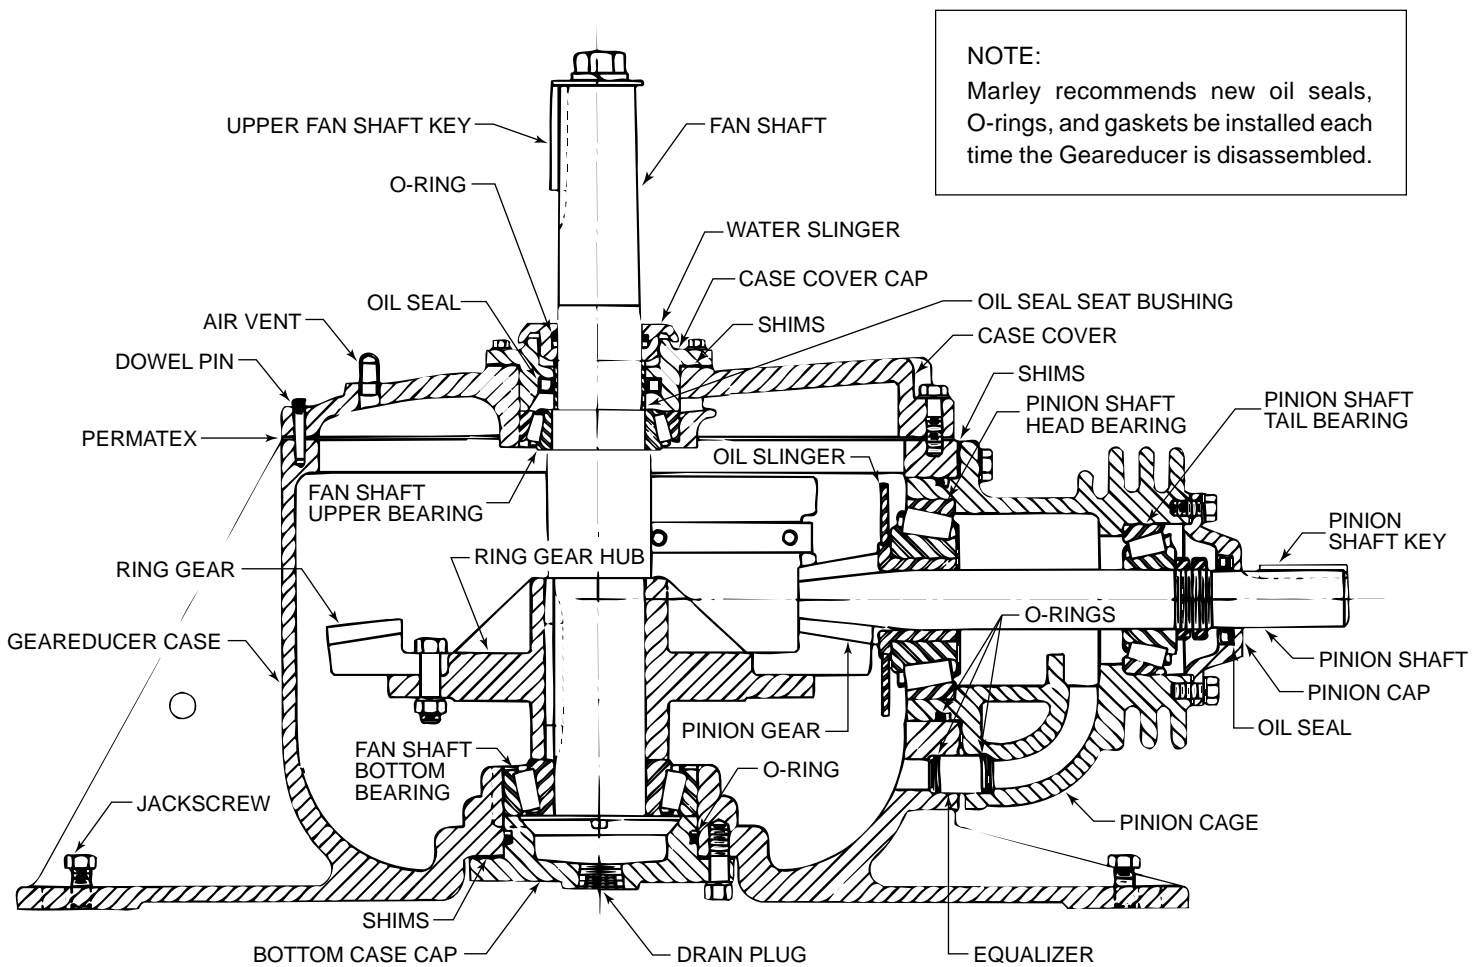 NOTE:
Marley recommends new oil seals,
O-rings, and gaskets be installed each
time the Geareducer is disassembled.
UPPER FAN SHAFT KEY
FAN SHAFT
O-RING
WATER SLINGER
CASE COVER CAP
OIL SEAL
OIL SEAL SEAT BUSHING
AIR VENT
SHIMS
CASE COVER
DOWEL PIN
SHIMS
PINION SHAFT
HEAD BEARING
PINION SHAFT
TAIL BEARING
PERMATEX
OIL SLINGER
FAN SHAFT
UPPER BEARING
PINION
SHAFT KEY
RING GEAR HUB
RING GEAR
O-RINGS
GEAREDUCER CASE
PINION SHAFT
PINION CAP
PINION GEAR
OIL SEAL
FAN SHAFT
BOTTOM
BEARING
O-RING
JACKSCREW
PINION CAGE
SHIMS
BOTTOM CASE CAP
DRAIN PLUG
EQUALIZER